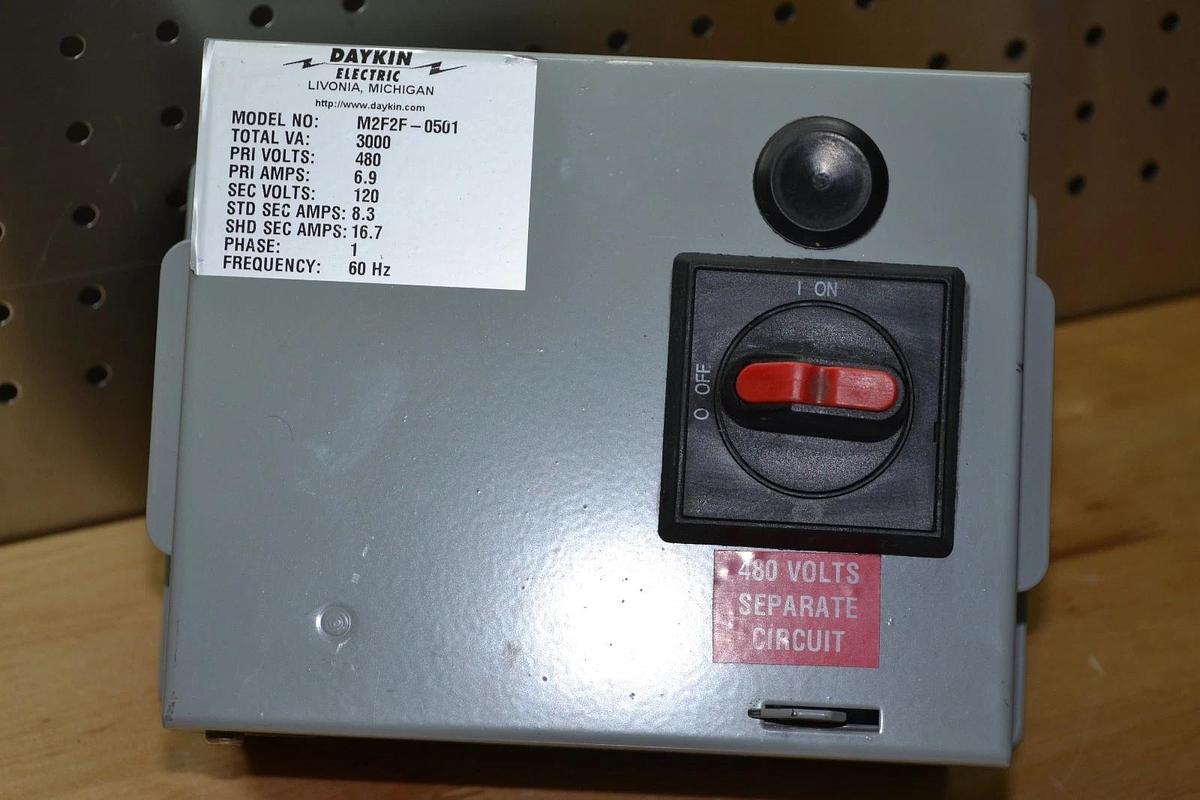 DAYKIN
ELECTRIC
LIVONIA, MICHIGAN
http://www.daykin.com
MODEL NO: M2F2F-0501
TOTAL VA: 3000
PRI VOLTS: 480
PRI AMPS: 6.9
SEC VOLTS: 120
STD SEC AMPS: 8.3
SHD SEC AMPS: 16.7
PHASE: 1
FREQUENCY: 60 Hz
I ON
O OFF
480 VOLTS
SEPARATE
CIRCUIT